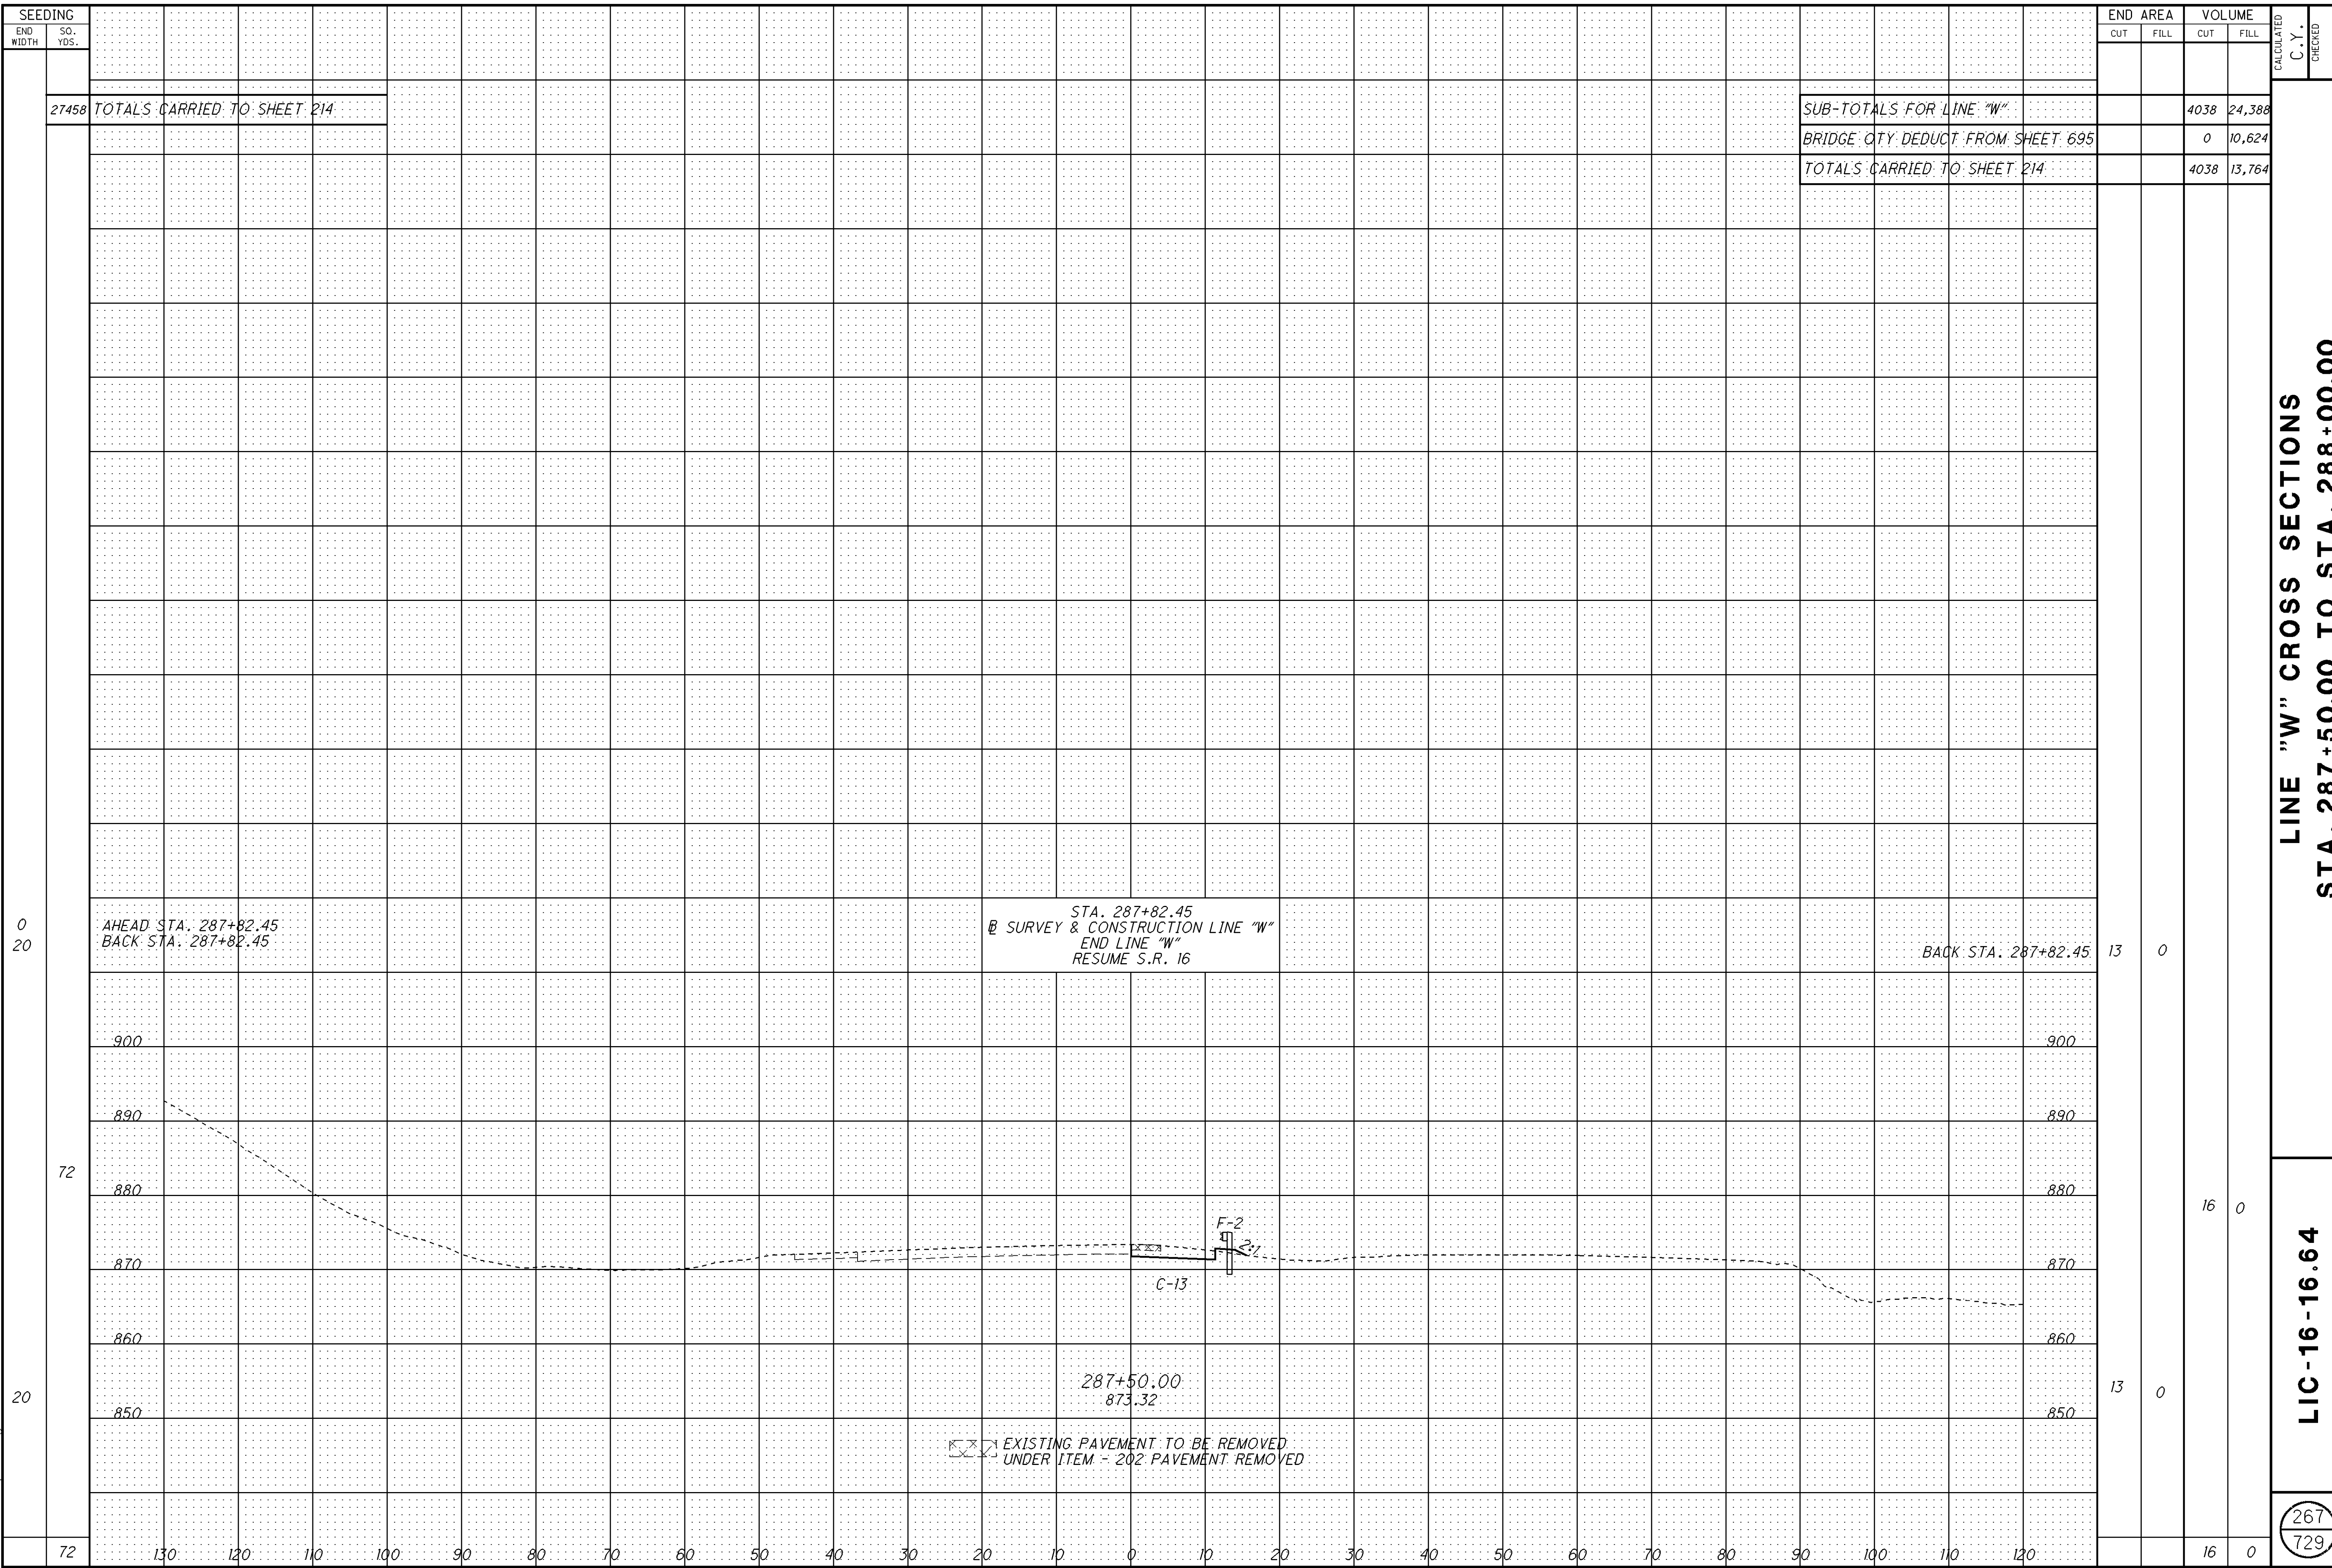 SEEDING
END WIDTH
SQ. YDS.
END AREA
VOLUME
CUT
FILL
CUT
FILL
CALCULATED
C.Y.
CHECKED
27458 TOTALS CARRIED TO SHEET 214
SUB-TOTALS FOR LINE "W" 4038 24,388
BRIDGE QTY DEDUCT FROM SHEET 695 0 10,624
TOTALS CARRIED TO SHEET 214 4038 13,764
LINE "W" CROSS SECTIONS
STA. 287+50.00 TO STA. 288+00.00
0
20
AHEAD STA. 287+82.45
BACK STA. 287+82.45
STA. 287+82.45
BL SURVEY & CONSTRUCTION LINE "W"
END LINE "W"
RESUME S.R. 16
BACK STA. 287+82.45 13 0
900 900
890 890
72
880 880
16 0
F-2
2:1
870 870
C-13
860 860
287+50.00
873.32
20
13 0
850 850
EXISTING PAVEMENT TO BE REMOVED
UNDER ITEM - 202 PAVEMENT REMOVED
LIC-16-16.64
72 130 120 110 100 90 80 70 60 50 40 30 20 10 0 10 20 30 40 50 60 70 80 90 100 110 120 16 0
267
729